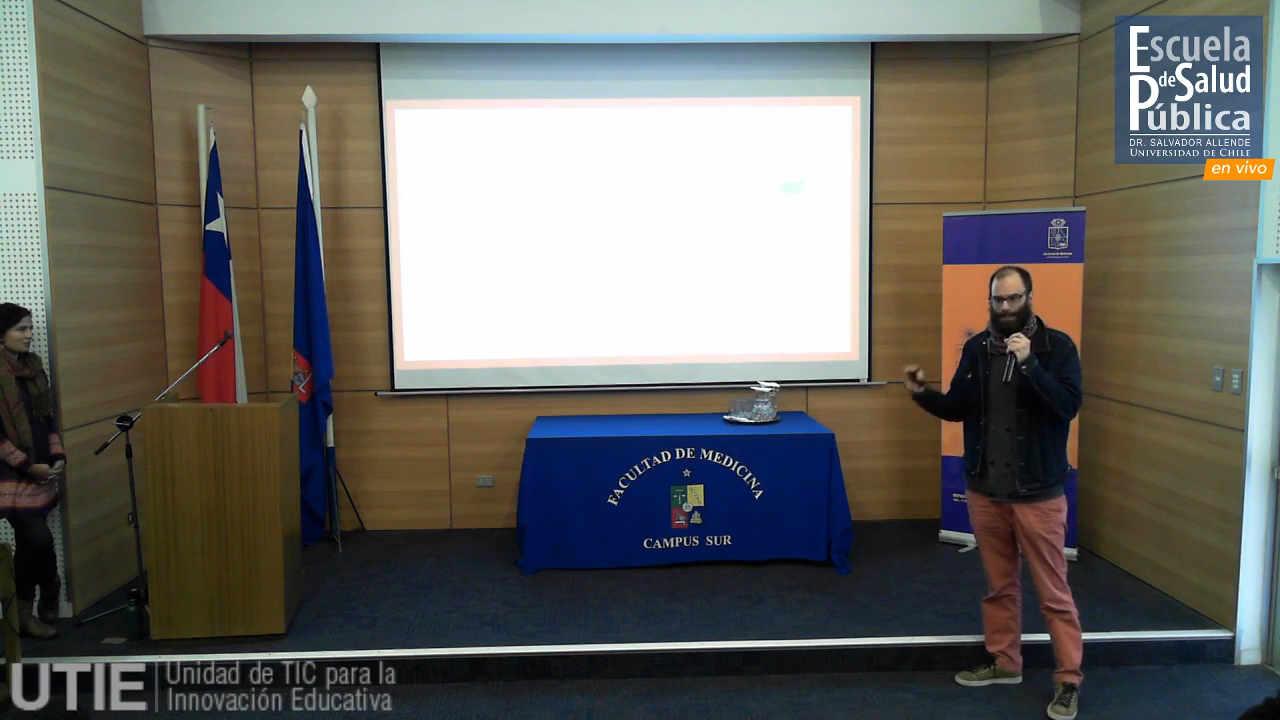 Escuela
de Salud
Pública
DR. SALVADOR ALLENDE
UNIVERSIDAD DE CHILE
en vivo
FACULTAD DE MEDICINA
CAMPUS SUR
UTIE
Unidad de TIC para la
Innovación Educativa